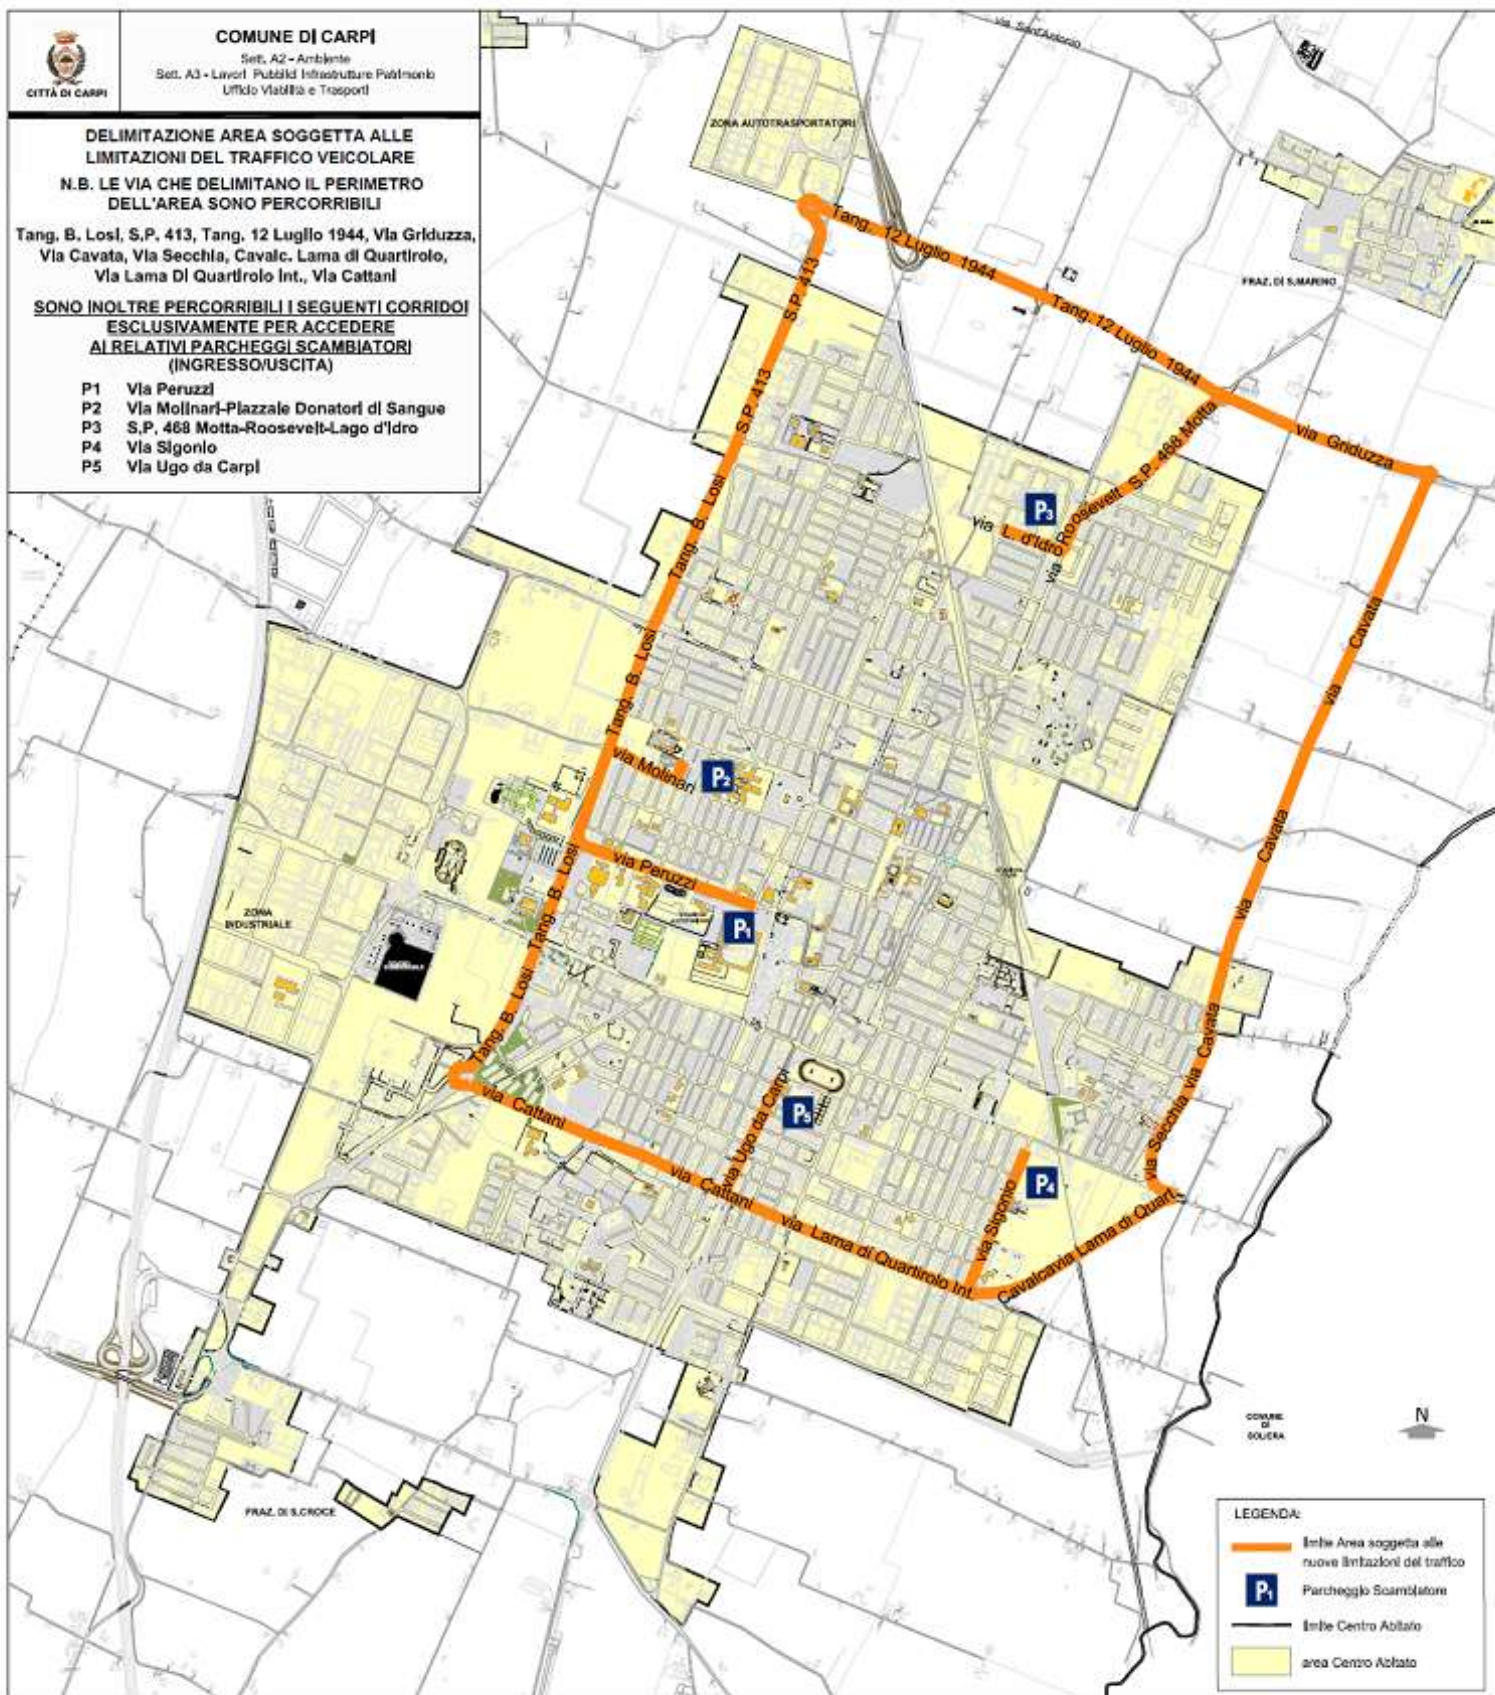 CITTÀ DI CARPI
COMUNE DI CARPI
Sett. A2 - Ambiente
Sett. A3 - Lavori Pubblici Infrastrutture Patrimonio
Ufficio Viabilità e Trasporti
DELIMITAZIONE AREA SOGGETTA ALLE
LIMITAZIONI DEL TRAFFICO VEICOLARE
N.B. LE VIA CHE DELIMITANO IL PERIMETRO
DELL'AREA SONO PERCORRIBILI
Tang. B. Losi, S.P. 413, Tang. 12 Luglio 1944, Via Griduzza,
Via Cavata, Via Secchia, Cavalc. Lama di Quartirolo,
Via Lama Di Quartirolo Int., Via Cattani
SONO INOLTRE PERCORRIBILI I SEGUENTI CORRIDOI
ESCLUSIVAMENTE PER ACCEDERE
AI RELATIVI PARCHEGGI SCAMBIATORI
(INGRESSO/USCITA)
P1 Via Peruzzi
P2 Via Molinari-Piazzale Donatori di Sangue
P3 S.P. 468 Motta-Roosevelt-Lago d'Idro
P4 Via Sigonio
P5 Via Ugo da Carpi
via Sant'Antonio
ZONA AUTOTRASPORTATORI
Tang. 12 Luglio 1944
Tang. 12 Luglio 1944
FRAZ. DI S.MARINO
S.P. 413
S.P. 413
via Griduzza
S.P. 468 Motta
via Roosevelt
via L. d'Idro
P3
Tang. B. Losi
Tang. B. Losi
Tang. B. Losi
via Cavata
via Molinari
P2
via Cavata
via Peruzzi
P1
Tang. B. Losi
ZONA
INDUSTRIALE
via Cavata
Tang. B. Losi
via Cavata
via Cattani
via Ugo da Carpi
P5
via Secchia
via Cattani
via Sigonio
P4
via Lama di Quartirolo Int.
Cavalcavia Lama di Quart.
FRAZ. DI S.CROCE
COMUNE
DI
SOLIERA
N
LEGENDA:
limite Area soggetta alle
nuove limitazioni del traffico
P1 Parcheggio Scambiatore
limite Centro Abitato
area Centro Abitato